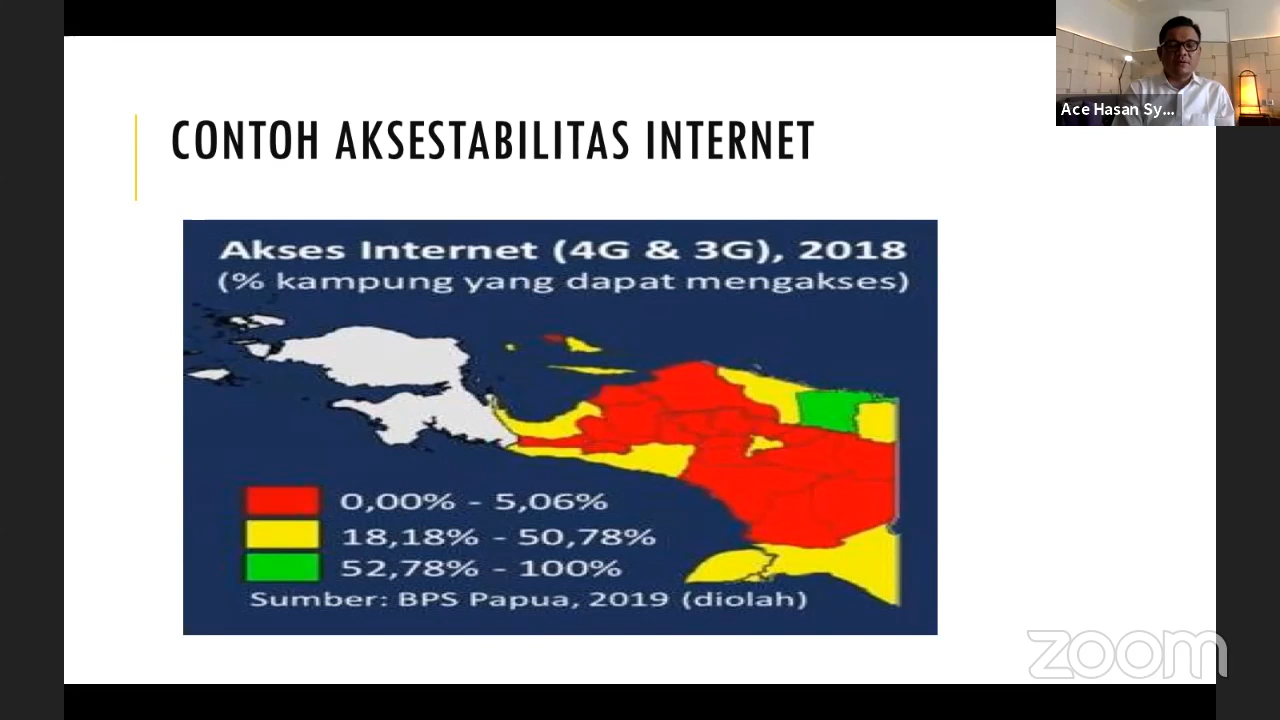 Ace Hasan Sy...
CONTOH AKSESTABILITAS INTERNET
Akses Internet (4G & 3G), 2018
(% kampung yang dapat mengakses)
0,00% - 5,06%
18,18% - 50,78%
52,78% - 100%
Sumber: BPS Papua, 2019 (diolah)
zoom